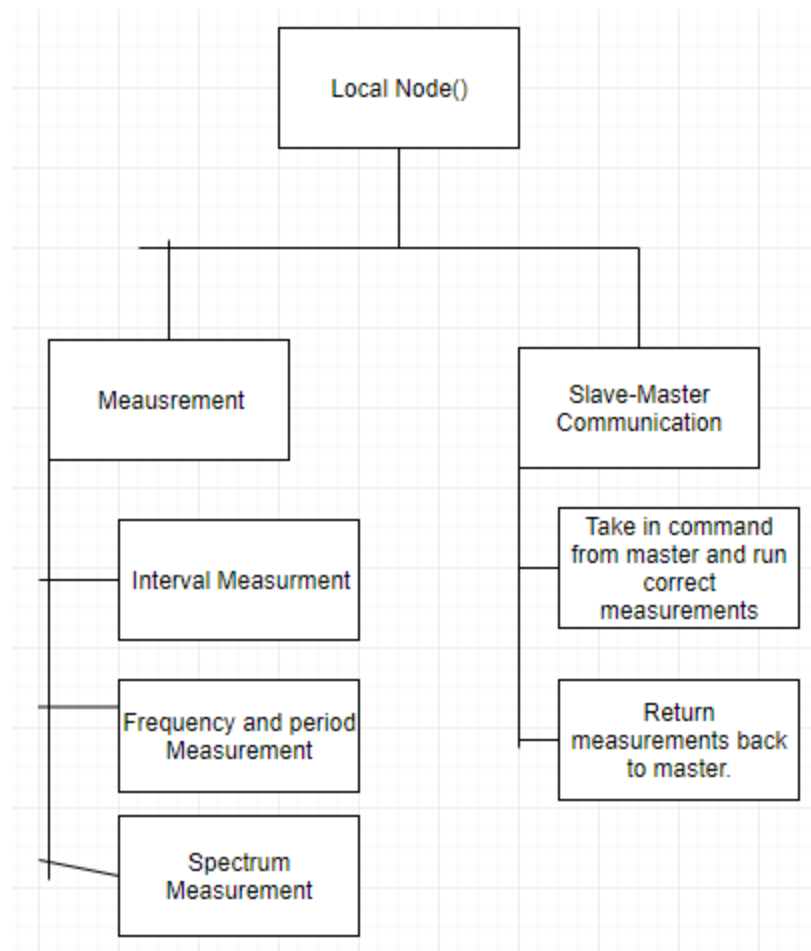 Local Node()
Meausrement
Slave-Master
Communication
Interval Measurment
Take in command
from master and run
correct
measurements
Frequency and period
Measurement
Return
measurements back
to master.
Spectrum
Measurement